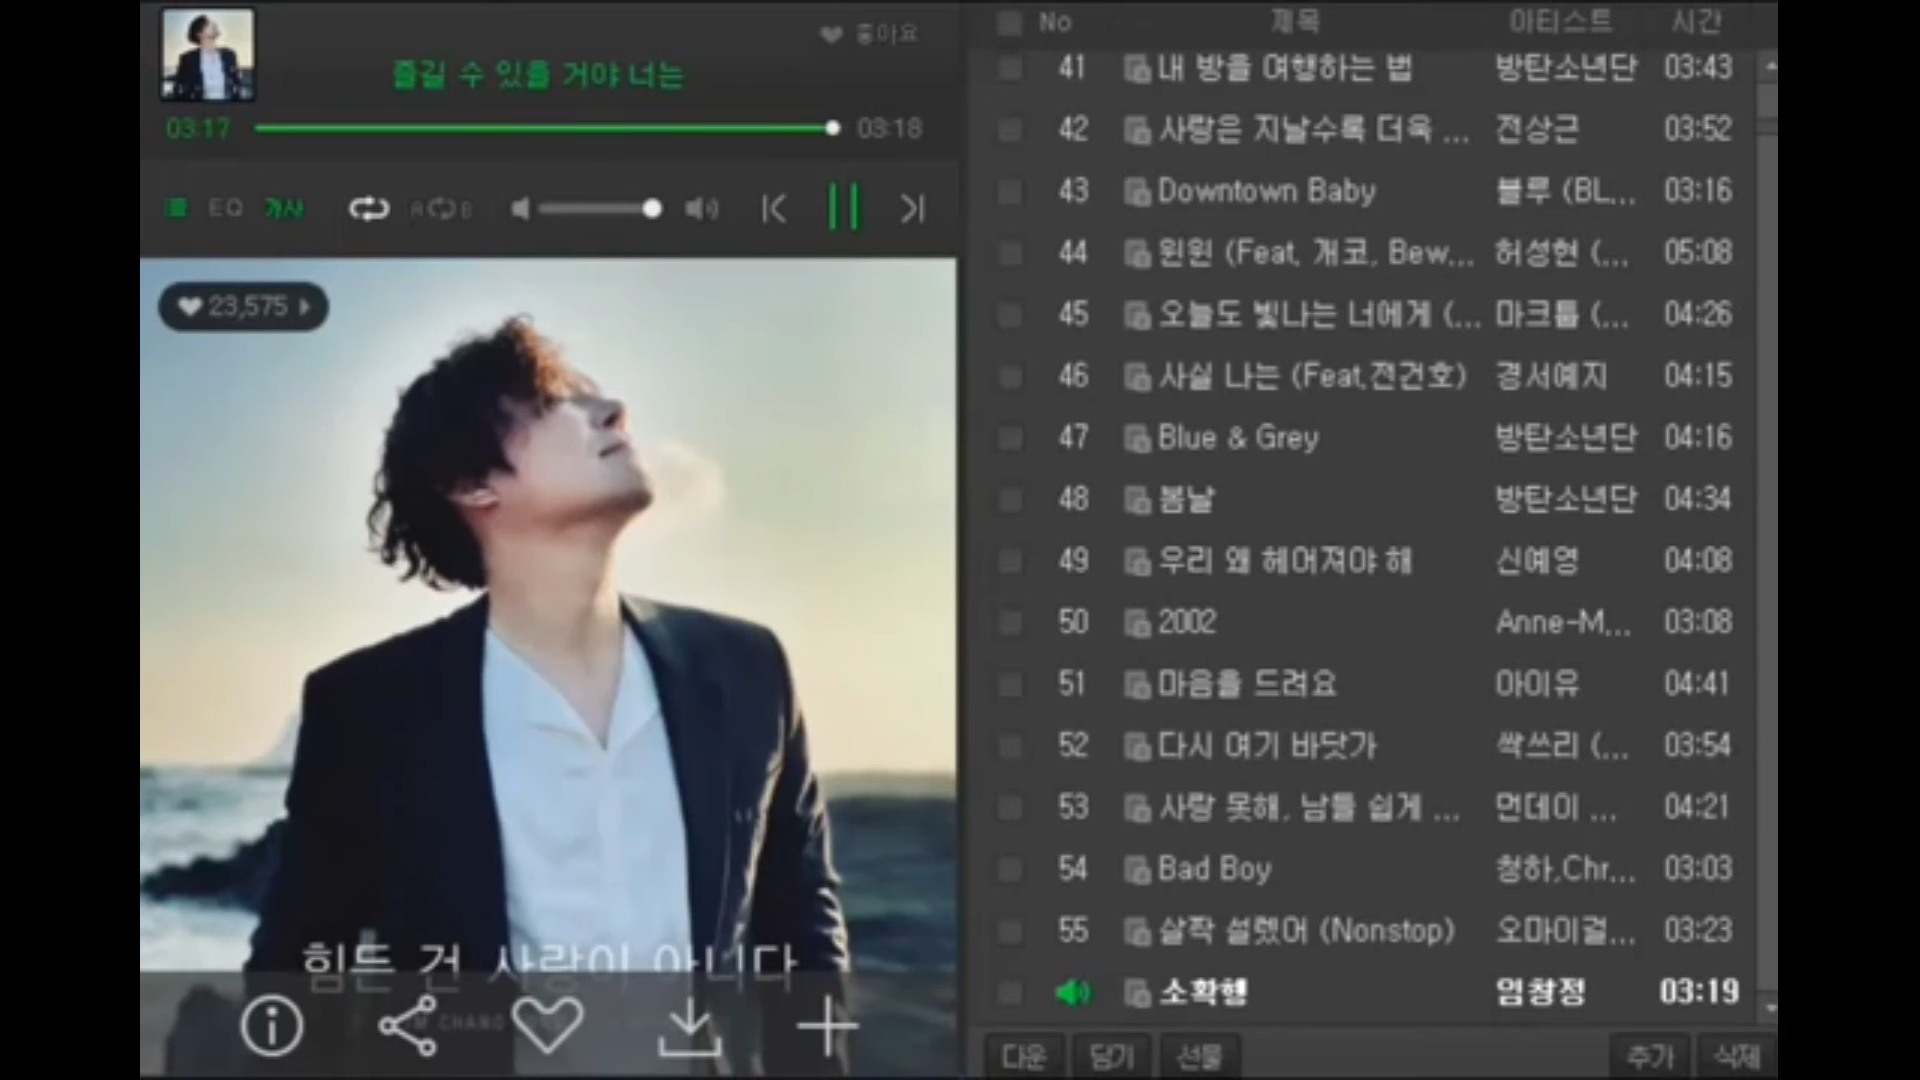 좋아요
즐길 수 있을 거야 너는
03:17 03:18
EQ 가사 A B
23,575
힘든 건 사랑이 아니다
No 제목 아티스트 시간
41 내 방을 여행하는 법 방탄소년단 03:43
42 사랑은 지날수록 더욱 ... 전상근 03:52
43 Downtown Baby 블루 (BL... 03:16
44 윈윈 (Feat. 개코, Bew... 허성현 (... 05:08
45 오늘도 빛나는 너에게 (... 마크툽 (... 04:26
46 사실 나는 (Feat.전건호) 경서예지 04:15
47 Blue & Grey 방탄소년단 04:16
48 봄날 방탄소년단 04:34
49 우리 왜 헤어져야 해 신예영 04:08
50 2002 Anne-M... 03:08
51 마음을 드려요 아이유 04:41
52 다시 여기 바닷가 싹쓰리 (... 03:54
53 사랑 못해, 남들 쉽게 ... 먼데이 ... 04:21
54 Bad Boy 청하,Chr... 03:03
55 살짝 설렜어 (Nonstop) 오마이걸... 03:23
소확행 임창정 03:19
다운 담기 선물 추가 삭제